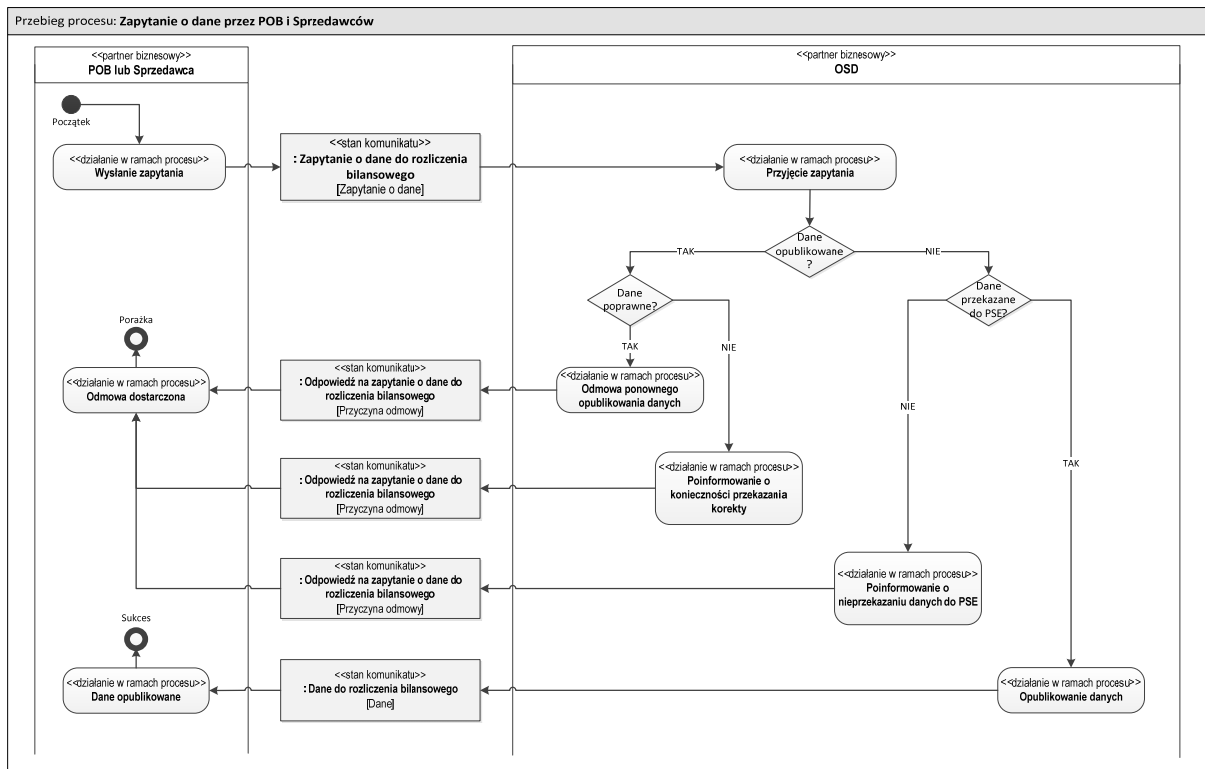 Przebieg procesu: Zapytanie o dane przez POB i Sprzedawców
<<partner biznesowy>>
POB lub Sprzedawca
<<partner biznesowy>>
OSD
Początek
<<działanie w ramach procesu>>
Wysłanie zapytania
<<stan komunikatu>>
: Zapytanie o dane do rozliczenia
bilansowego
[Zapytanie o dane]
<<działanie w ramach procesu>>
Przyjęcie zapytania
Dane
opublikowane
?
TAK
NIE
Dane
poprawne?
Dane
przekazane
do PSE?
TAK
NIE
NIE
TAK
Porażka
<<działanie w ramach procesu>>
Odmowa dostarczona
<<stan komunikatu>>
: Odpowiedź na zapytanie o dane do
rozliczenia bilansowego
[Przyczyna odmowy]
<<działanie w ramach procesu>>
Odmowa ponownego
opublikowania danych
<<stan komunikatu>>
: Odpowiedź na zapytanie o dane do
rozliczenia bilansowego
[Przyczyna odmowy]
<<działanie w ramach procesu>>
Poinformowanie o
konieczności przekazania
korekty
<<stan komunikatu>>
: Odpowiedź na zapytanie o dane do
rozliczenia bilansowego
[Przyczyna odmowy]
<<działanie w ramach procesu>>
Poinformowanie o
nieprzekazaniu danych do PSE
Sukces
<<działanie w ramach procesu>>
Dane opublikowane
<<stan komunikatu>>
: Dane do rozliczenia bilansowego
[Dane]
<<działanie w ramach procesu>>
Opublikowanie danych